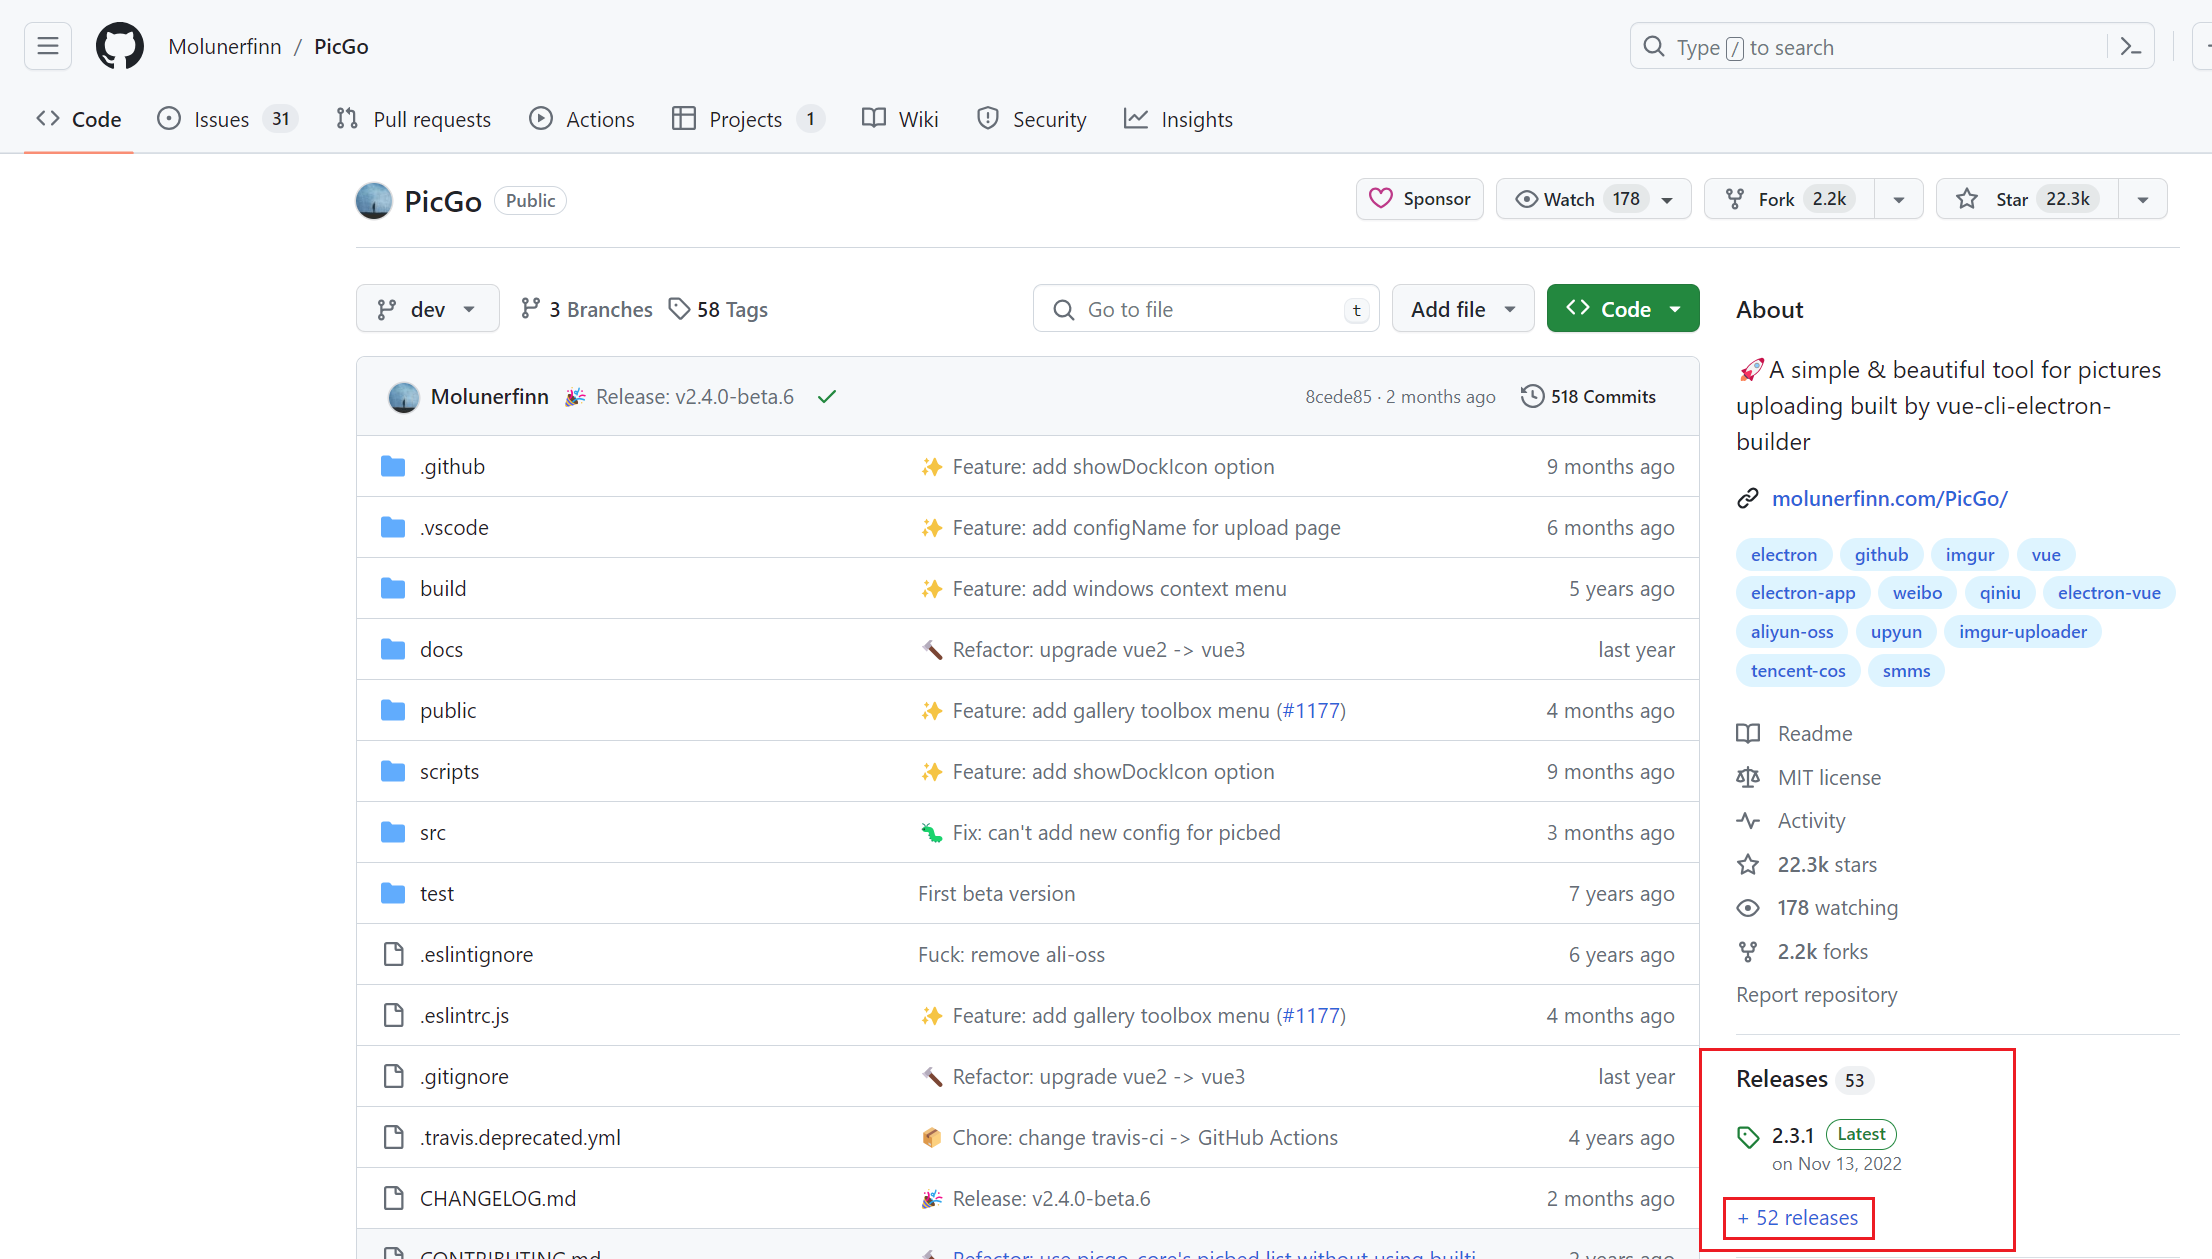 Molunerfinn / PicGo
Type / to search
Code
Issues 31
Pull requests
Actions
Projects 1
Wiki
Security
Insights
PicGo Public
Sponsor
Watch 178
Fork 2.2k
Star 22.3k
dev
3 Branches
58 Tags
Go to file t
Add file
Code
Molunerfinn Release: v2.4.0-beta.6
8cede85 · 2 months ago
518 Commits
.github Feature: add showDockIcon option 9 months ago
.vscode Feature: add configName for upload page 6 months ago
build Feature: add windows context menu 5 years ago
docs Refactor: upgrade vue2 -> vue3 last year
public Feature: add gallery toolbox menu (#1177) 4 months ago
scripts Feature: add showDockIcon option 9 months ago
src Fix: can't add new config for picbed 3 months ago
test First beta version 7 years ago
.eslintignore Fuck: remove ali-oss 6 years ago
.eslintrc.js Feature: add gallery toolbox menu (#1177) 4 months ago
.gitignore Refactor: upgrade vue2 -> vue3 last year
.travis.deprecated.yml Chore: change travis-ci -> GitHub Actions 4 years ago
CHANGELOG.md Release: v2.4.0-beta.6 2 months ago
CONTRIBUTING.md Refactor: use picgo-core's picbed list without using builti 2 years ago
About
A simple & beautiful tool for pictures
uploading built by vue-cli-electron-
builder
molunerfinn.com/PicGo/
electron github imgur vue
electron-app weibo qiniu electron-vue
aliyun-oss upyun imgur-uploader
tencent-cos smms
Readme
MIT license
Activity
22.3k stars
178 watching
2.2k forks
Report repository
Releases 53
2.3.1 Latest
on Nov 13, 2022
+ 52 releases